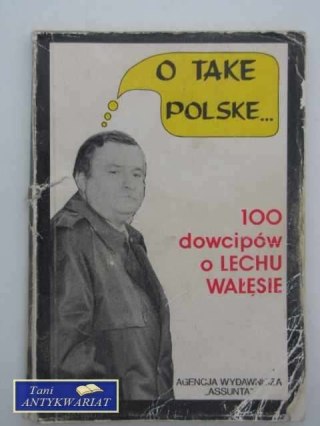 O TAKE
POLSKE...
100
dowcipów
o LECHU
WAŁĘSIE
AGENCJA WYDAWNICZA
„ASSUNTA"
Tani
ANTYKWARIAT